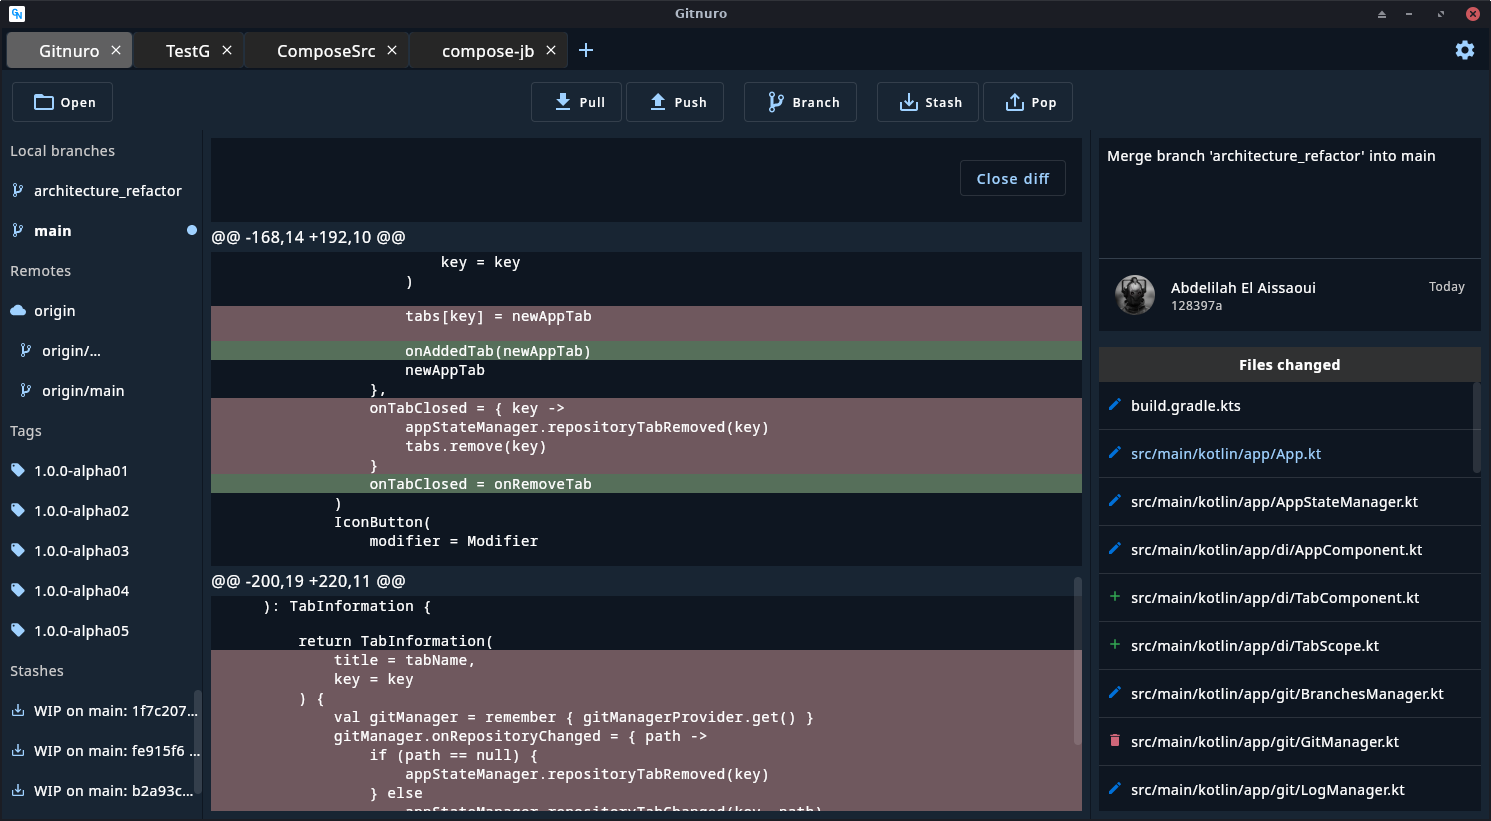 Gitnuro
Gitnuro
TestG
ComposeSrc
compose-jb
Open
Pull
Push
Branch
Stash
Pop
Local branches
architecture_refactor
main
Remotes
origin
origin/...
origin/main
Tags
1.0.0-alpha01
1.0.0-alpha02
1.0.0-alpha03
1.0.0-alpha04
1.0.0-alpha05
Stashes
WIP on main: 1f7c207...
WIP on main: fe915f6 ...
WIP on main: b2a93c...
Close diff
@@ -168,14 +192,10 @@
key = key
)
tabs[key] = newAppTab
onAddedTab(newAppTab)
newAppTab
},
onTabClosed = { key ->
appStateManager.repositoryTabRemoved(key)
tabs.remove(key)
}
onTabClosed = onRemoveTab
)
IconButton(
modifier = Modifier
@@ -200,19 +220,11 @@
): TabInformation {
return TabInformation(
title = tabName,
key = key
) {
val gitManager = remember { gitManagerProvider.get() }
gitManager.onRepositoryChanged = { path ->
if (path == null) {
appStateManager.repositoryTabRemoved(key)
} else
appStateManager.repositoryTabChanged(key, path)
Merge branch 'architecture_refactor' into main
Abdelilah El Aissaoui
Today
128397a
Files changed
build.gradle.kts
src/main/kotlin/app/App.kt
src/main/kotlin/app/AppStateManager.kt
src/main/kotlin/app/di/AppComponent.kt
src/main/kotlin/app/di/TabComponent.kt
src/main/kotlin/app/di/TabScope.kt
src/main/kotlin/app/git/BranchesManager.kt
src/main/kotlin/app/git/GitManager.kt
src/main/kotlin/app/git/LogManager.kt